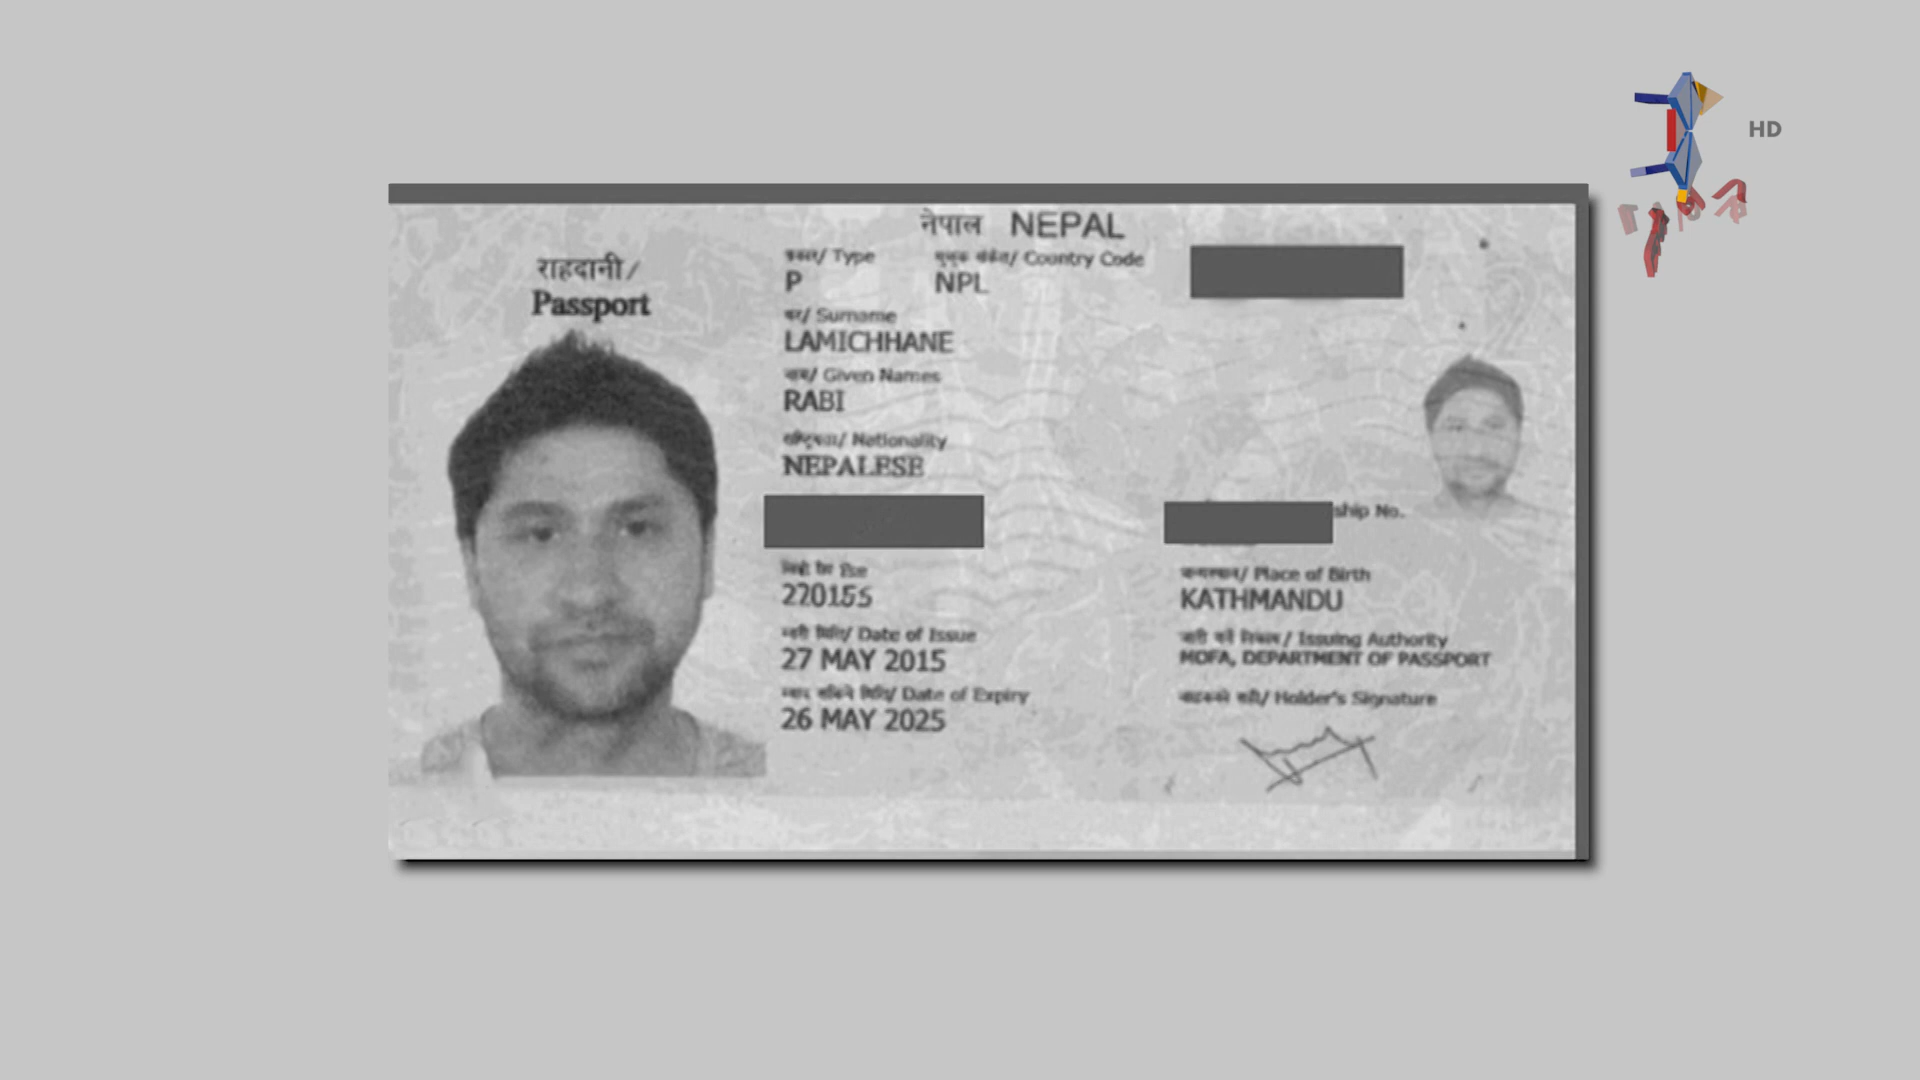 HD
नेपाल NEPAL
राहदानी/
Passport
/ Type
P
/ Country Code
NPL
/ Surname
LAMICHHANE
/ Given Names
RABI
/ Nationality
NEPALESE
ship No.
220155
/ Place of Birth
KATHMANDU
/ Date of Issue
27 MAY 2015
/ Issuing Authority
MOFA, DEPARTMENT OF PASSPORT
/ Date of Expiry
26 MAY 2025
/ Holder's Signature